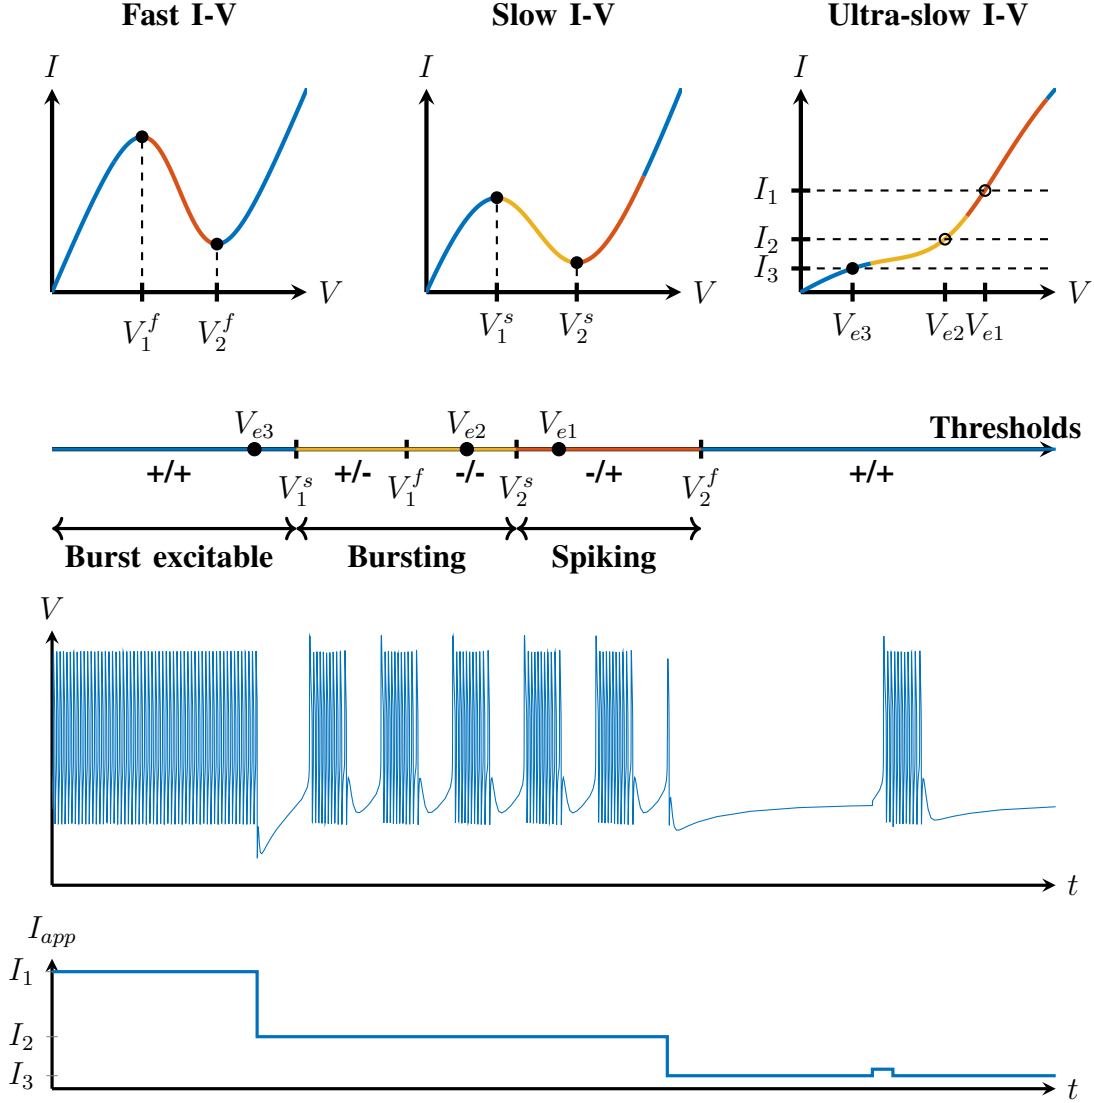 Fast I-V Slow I-V Ultra-slow I-V
I I I
I₁
I₂
I₃
V V V
V₁ᶠ V₂ᶠ V₁ˢ V₂ˢ Vₑ₃ Vₑ₂ Vₑ₁
Vₑ₃ Vₑ₂ Vₑ₁ Thresholds
+/+ +/- -/- -/+ +/+
V₁ˢ V₁ᶠ V₂ˢ V₂ᶠ
Burst excitable Bursting Spiking
V
t
I_app
I₁
I₂
I₃
t